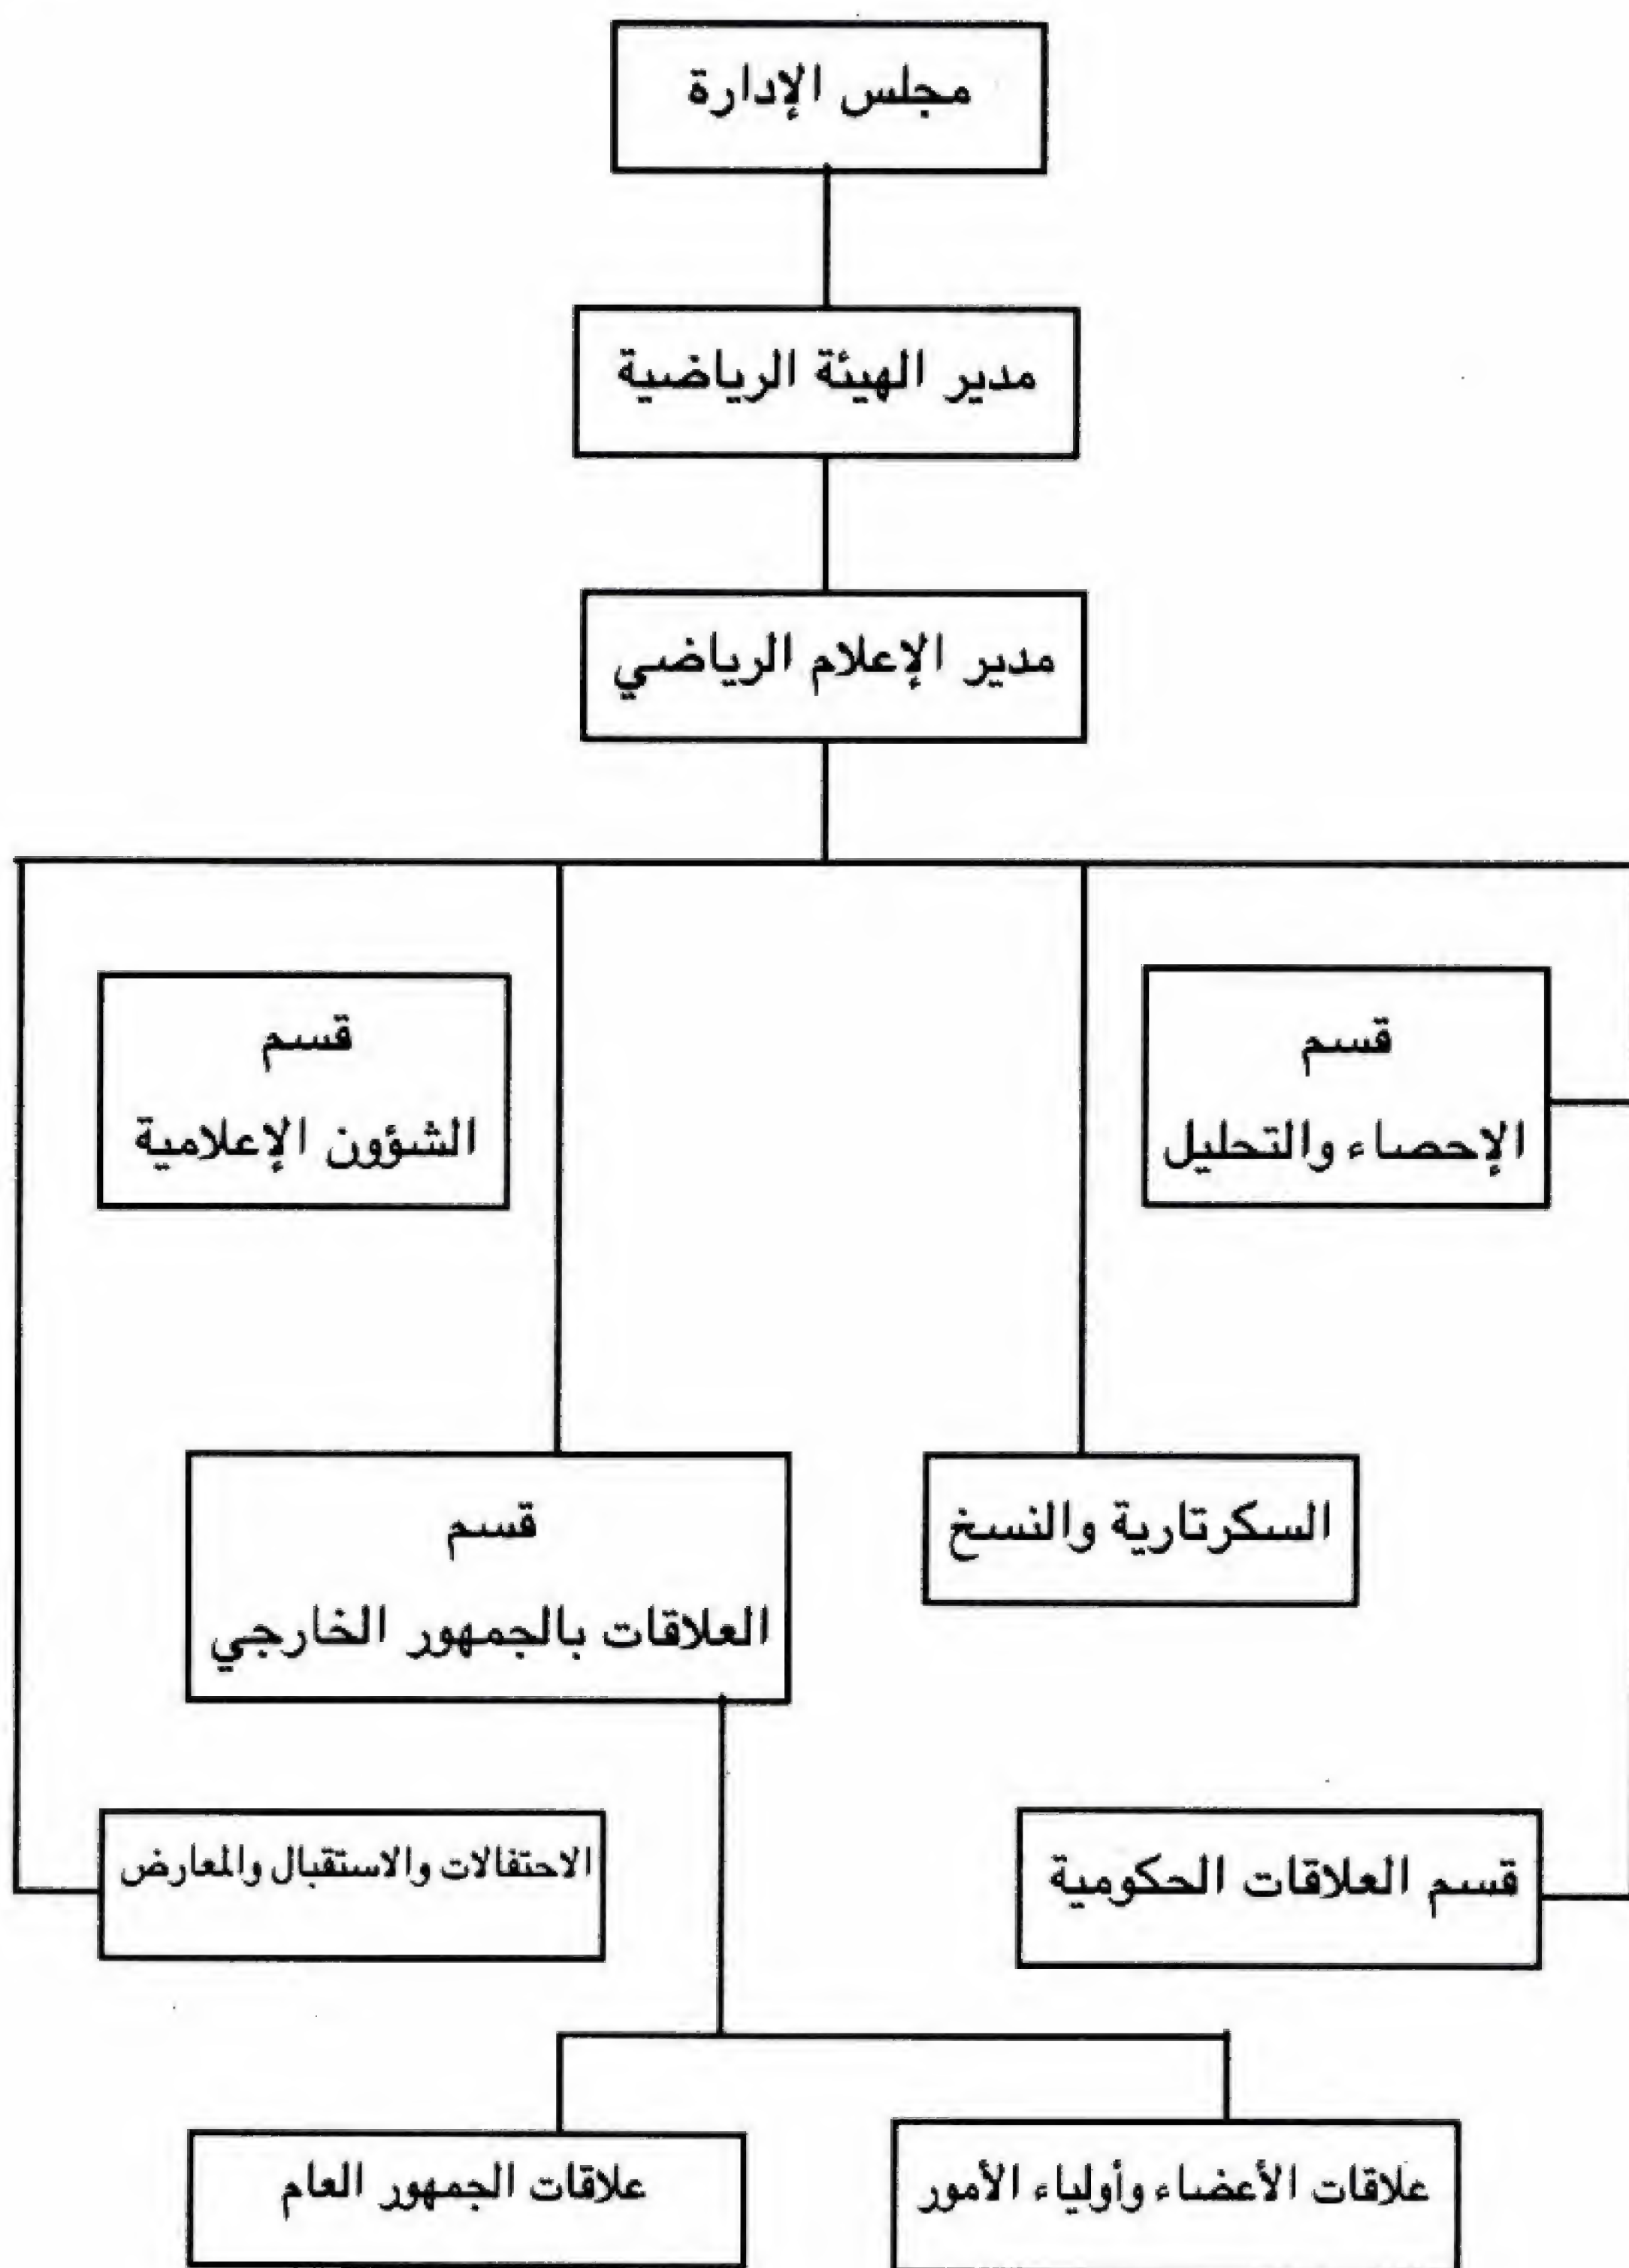 مجلس الإدارة
مدير الهيئة الرياضية
مدير الإعلام الرياضي
قسم
الإحصاء والتحليل
قسم
الشؤون الإعلامية
السكرتارية والنسخ
قسم
العلاقات بالجمهور الخارجي
قسم العلاقات الحكومية
الاحتفالات والاستقبال والمعارض
علاقات الأعضاء وأولياء الأمور
علاقات الجمهور العام